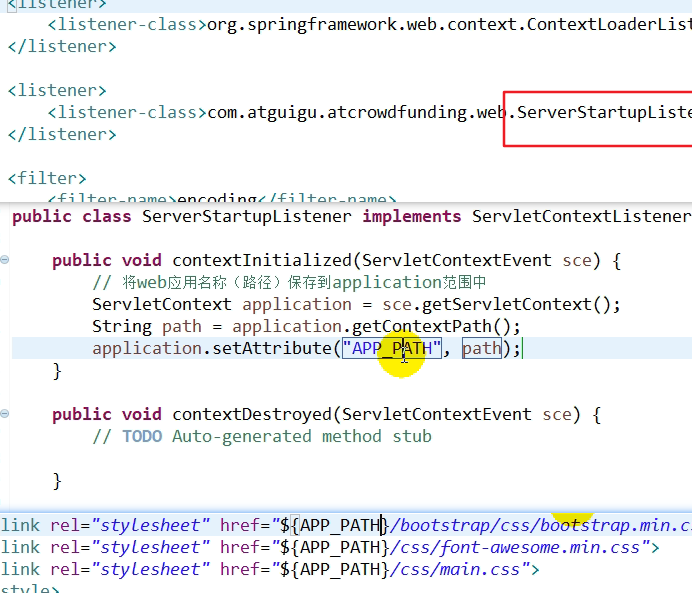 <listener>
<listener-class>org.springframework.web.context.ContextLoaderList
</listener>
<listener>
<listener-class>com.atguigu.atcrowdfunding.web.ServerStartupListe
</listener>
<filter>
<filter-name>encoding</filter-name>
public class ServerStartupListener implements ServletContextListener
public void contextInitialized(ServletContextEvent sce) {
// 将web应用名称（路径）保存到application范围中
ServletContext application = sce.getServletContext();
String path = application.getContextPath();
application.setAttribute("APP_PATH", path);
}
public void contextDestroyed(ServletContextEvent sce) {
// TODO Auto-generated method stub
}
link rel="stylesheet" href="${APP_PATH}/bootstrap/css/bootstrap.min.cs
link rel="stylesheet" href="${APP_PATH}/css/font-awesome.min.css">
link rel="stylesheet" href="${APP_PATH}/css/main.css">
style>